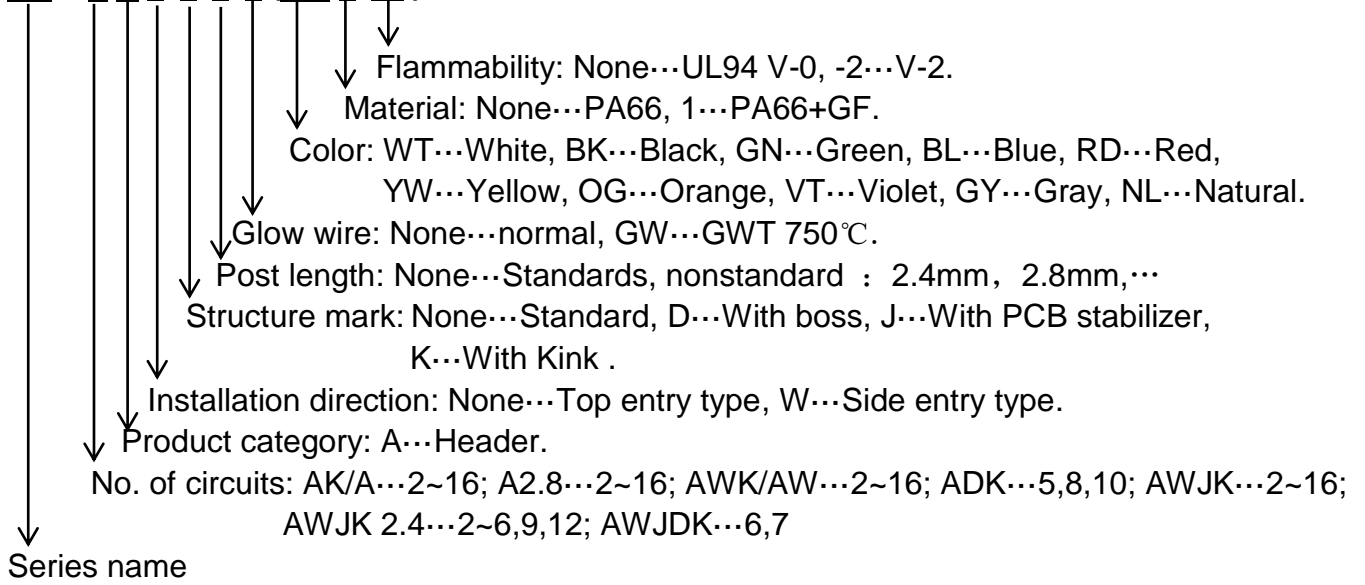 Flammability: None···UL94 V-0, -2···V-2.
Material: None···PA66, 1···PA66+GF.
Color: WT···White, BK···Black, GN···Green, BL···Blue, RD···Red,
YW···Yellow, OG···Orange, VT···Violet, GY···Gray, NL···Natural.
Glow wire: None···normal, GW···GWT 750℃.
Post length: None···Standards, nonstandard ：2.4mm，2.8mm,···
Structure mark: None···Standard, D···With boss, J···With PCB stabilizer,
K···With Kink .
Installation direction: None···Top entry type, W···Side entry type.
Product category: A···Header.
No. of circuits: AK/A···2~16; A2.8···2~16; AWK/AW···2~16; ADK···5,8,10; AWJK···2~16;
AWJK 2.4···2~6,9,12; AWJDK···6,7
Series name